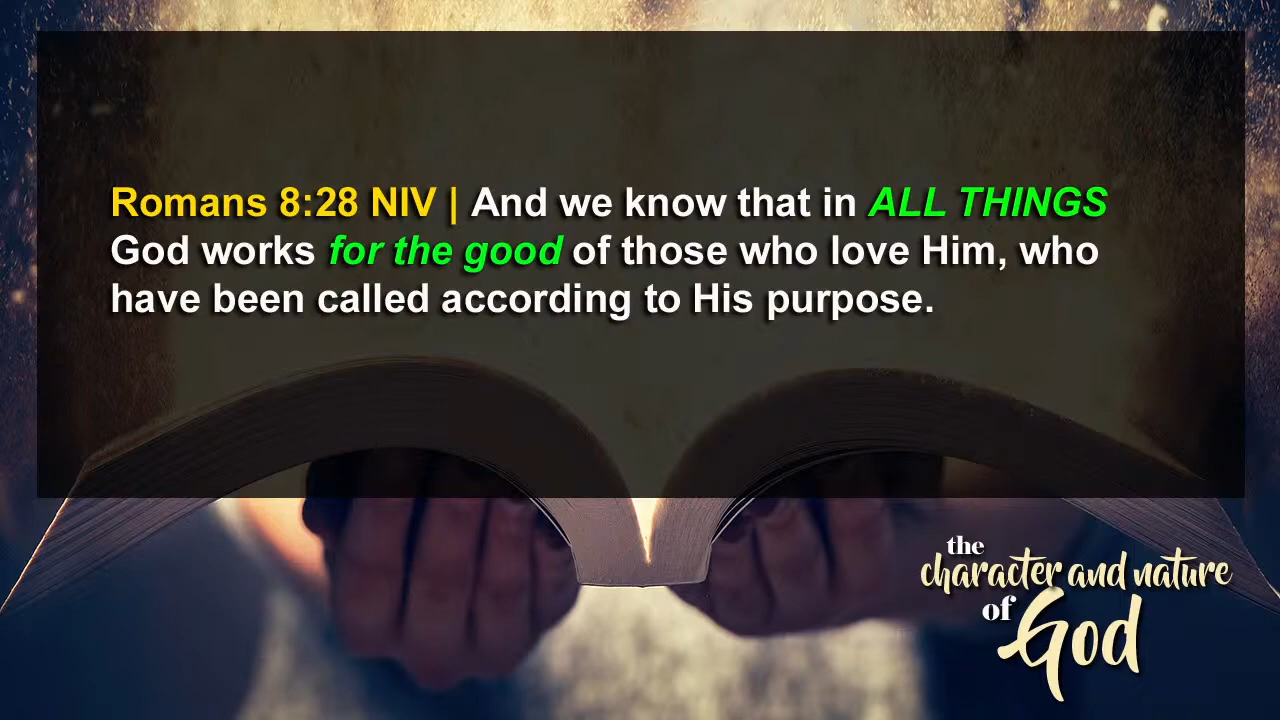 Romans 8:28 NIV | And we know that in ALL THINGS
God works for the good of those who love Him, who
have been called according to His purpose.
the
character and nature
of God